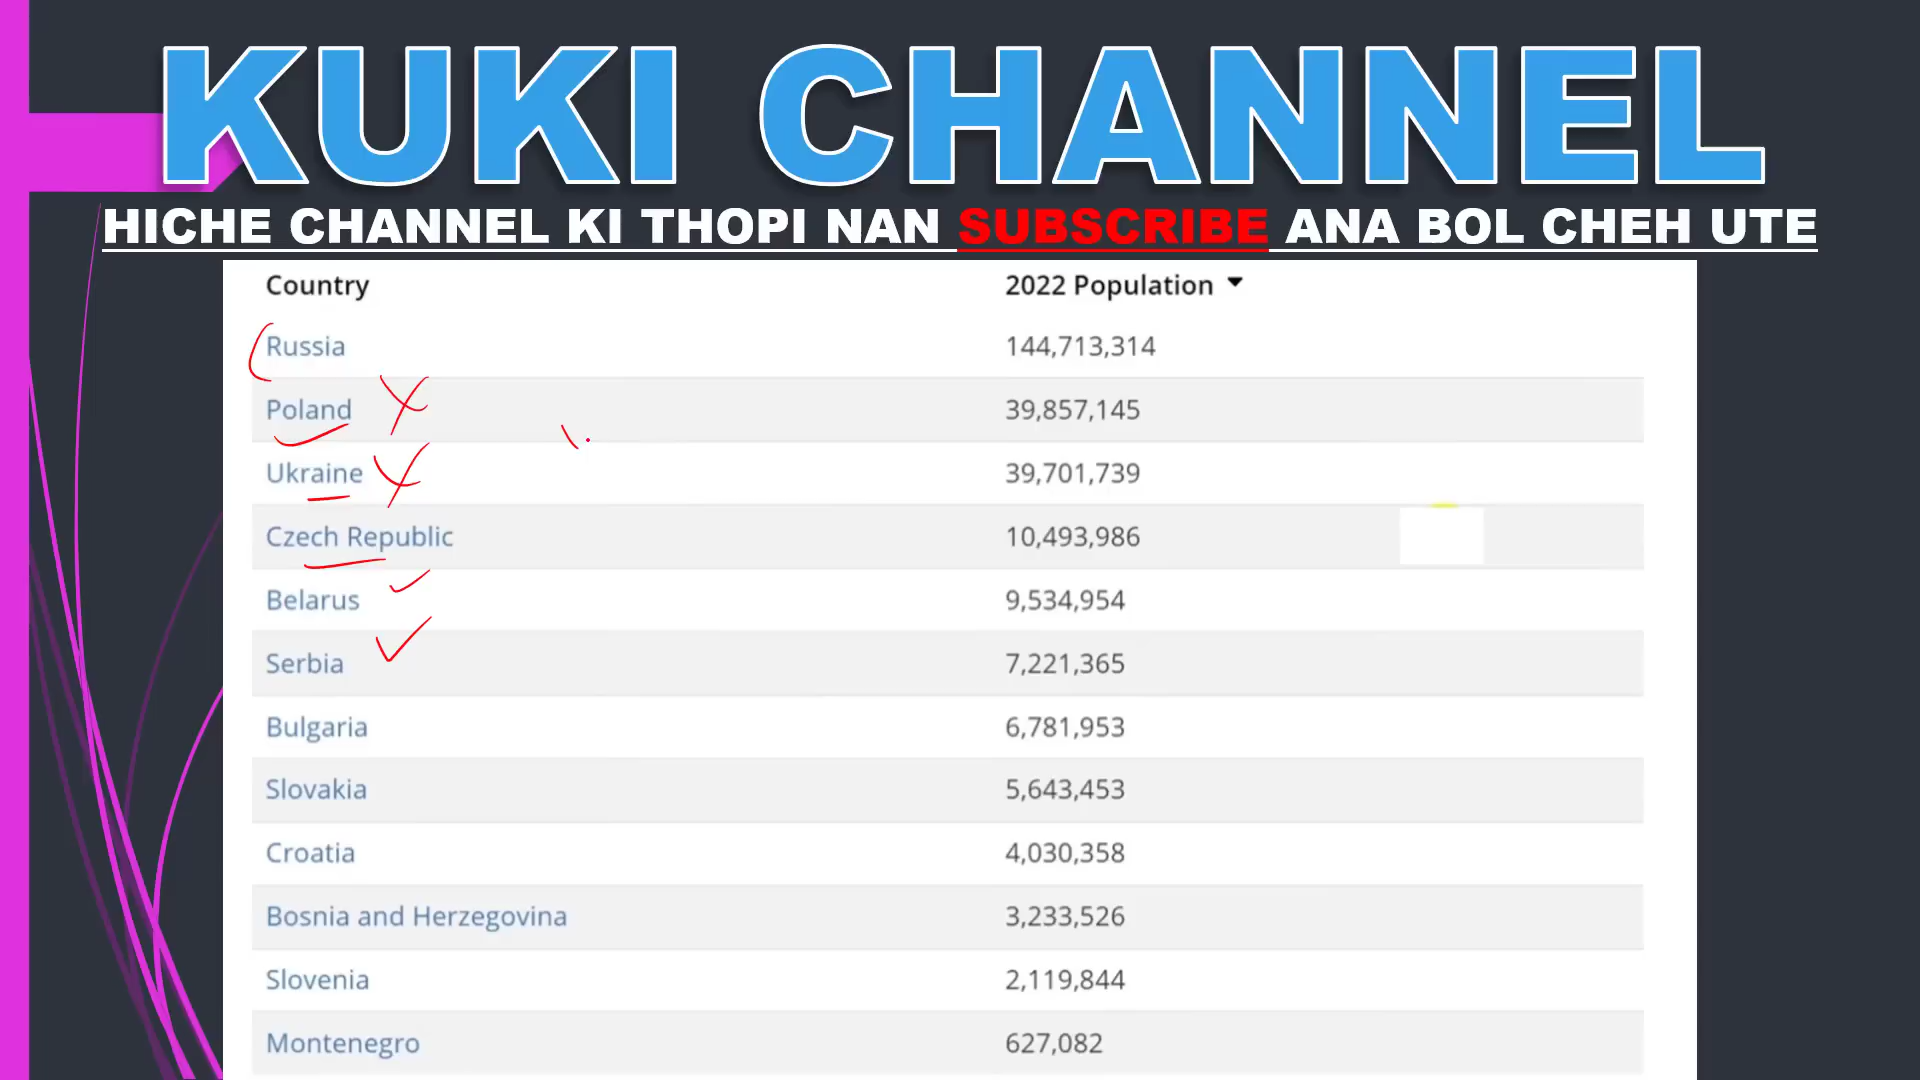 KUKI CHANNEL
HICHE CHANNEL KI THOPI NAN SUBSCRIBE ANA BOL CHEH UTE
Country 2022 Population
Russia 144,713,314
Poland 39,857,145
Ukraine 39,701,739
Czech Republic 10,493,986
Belarus 9,534,954
Serbia 7,221,365
Bulgaria 6,781,953
Slovakia 5,643,453
Croatia 4,030,358
Bosnia and Herzegovina 3,233,526
Slovenia 2,119,844
Montenegro 627,082